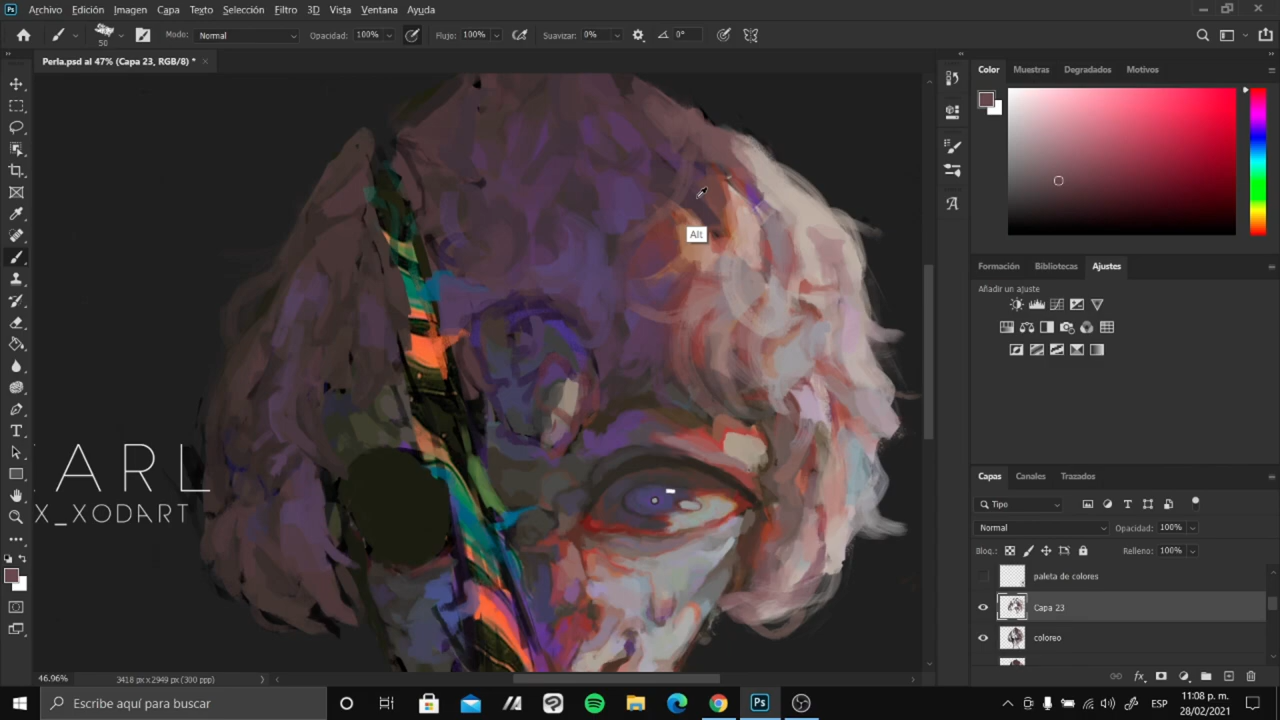 Archivo Edición Imagen Capa Texto Selección Filtro 3D Vista Ventana Ayuda
50 Modo: Normal Opacidad: 100% Flujo: 100% Suavizar: 0% 0°
Perla.psd al 47% (Capa 23, RGB/8) *
Color Muestras Degradados Motivos
Alt
Formación Bibliotecas Ajustes
Añadir un ajuste
ARL
X_XODART
Capas Canales Trazados
Tipo
Normal Opacidad: 100%
Bloq.: Relleno: 100%
paleta de colores
Capa 23
coloreo
46.96% 3418 px x 2949 px (300 ppp)
Escribe aquí para buscar
ESP
11:08 p. m.
28/02/2021